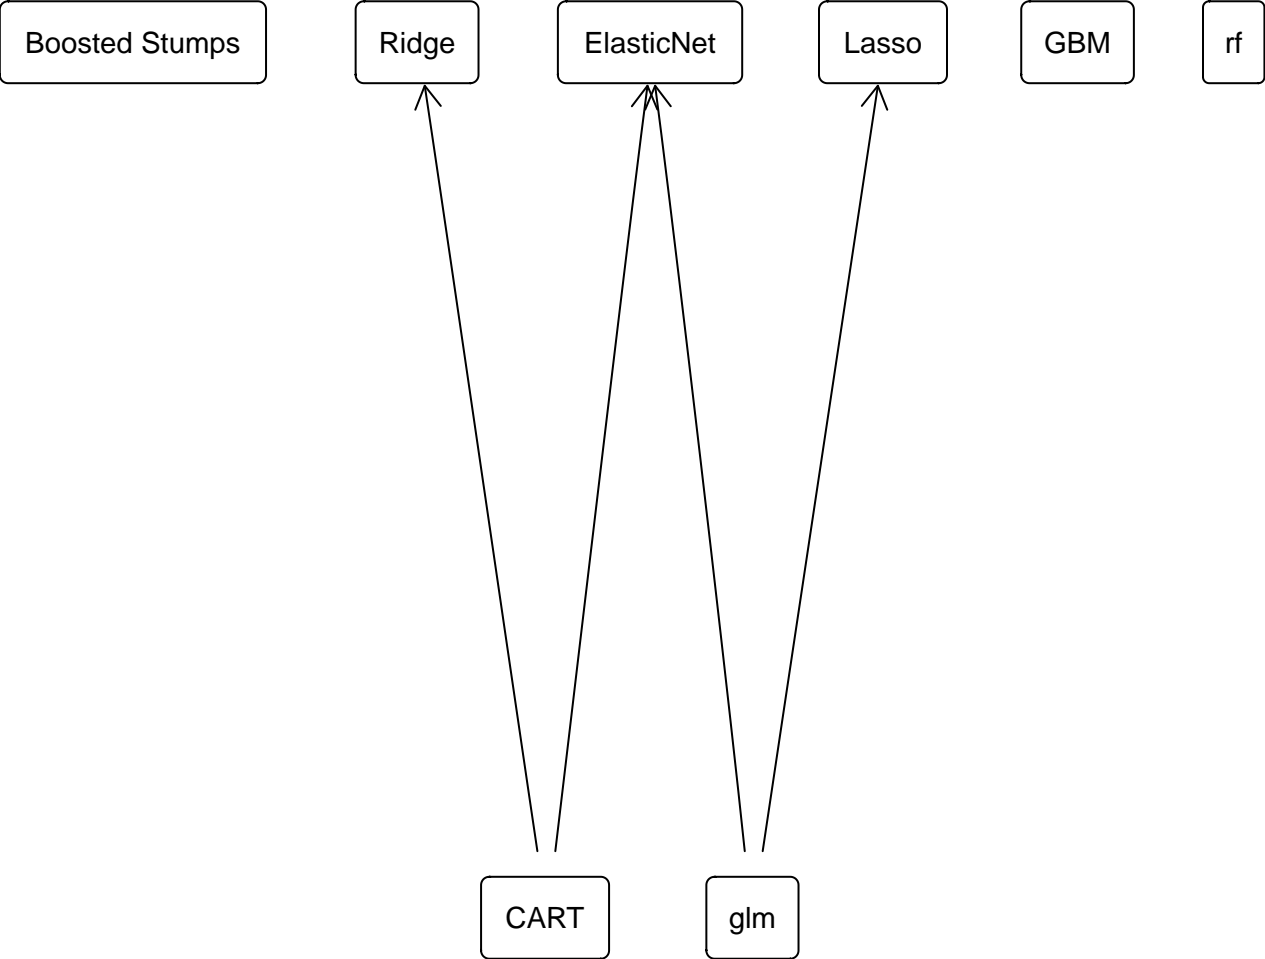 Boosted Stumps
Ridge
ElasticNet
Lasso
GBM
rf
CART
glm